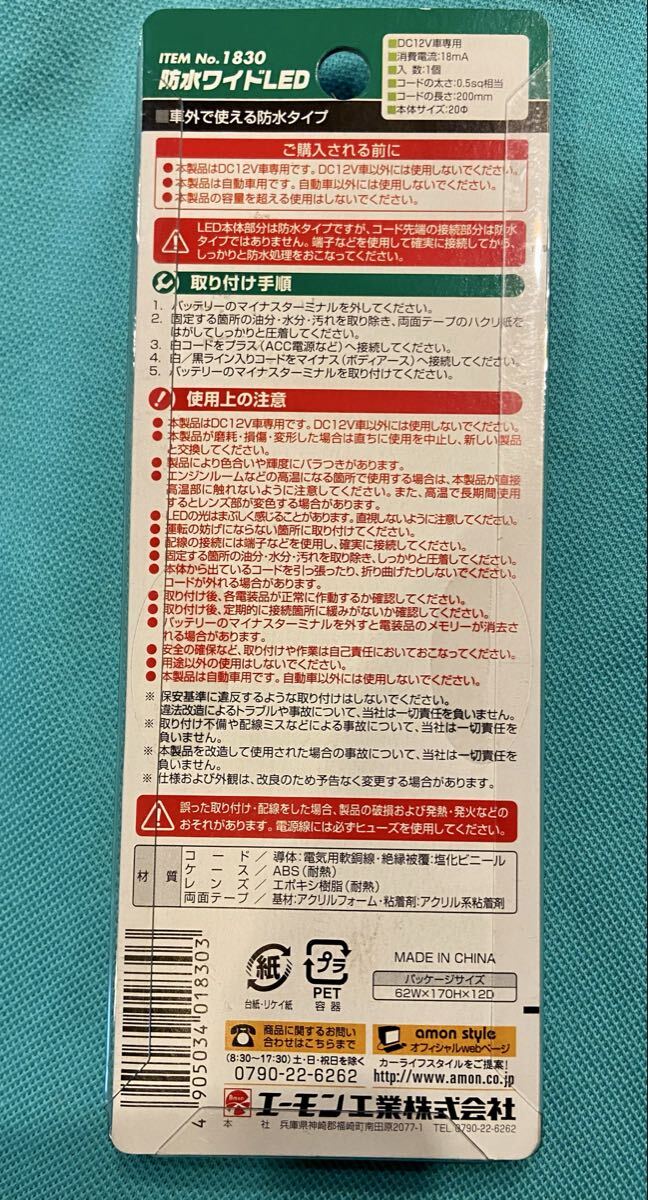 ITEM No.1830
防水ワイドLED
■DC12V車専用
■消費電流:18mA
■入 数:1個
■コードの太さ:0.5sq相当
■コードの長さ:200mm
■本体サイズ:20Φ
■車外で使える防水タイプ
ご購入される前に
●本製品はDC12V車専用です。DC12V車以外には使用しないでください。
●本製品は自動車用です。自動車以外には使用しないでください。
●本製品の容量を超える使用はしないでください。
LED本体部分は防水タイプですが、コード先端の接続部分は防水
タイプではありません。端子などを使用して確実に接続してから、
しっかりと防水処理をおこなってください。
取り付け手順
1. バッテリーのマイナスターミナルを外してください。
2. 固定する箇所の油分・水分・汚れを取り除き、両面テープのハクリ紙を
はがしてしっかりと圧着してください。
3. 白コードをプラス(ACC電源など)へ接続してください。
4. 白/黒ライン入りコードをマイナス(ボディアース)へ接続してください。
5. バッテリーのマイナスターミナルを取り付けてください。
使用上の注意
●本製品はDC12V車専用です。DC12V車以外には使用しないでください。
●本製品が磨耗・損傷・変形した場合は直ちに使用を中止し、新しい製品
と交換してください。
●製品により色合いや輝度にバラつきがあります。
●エンジンルームなどの高温になる箇所で使用する場合は、本製品が直接
高温部に触れないように注意してください。また、高温で長期間使用
するとレンズ部が変色する場合があります。
●LEDの光はまぶしく感じることがあります。直視しないように注意してください。
●運転の妨げにならない箇所に取り付けてください。
●配線の接続には端子などを使用し、確実に接続してください。
●固定する箇所の油分・水分・汚れを取り除き、しっかりと圧着してください。
●本体から出ているコードを引っ張ったり、折り曲げたりしないでください。
コードが外れる場合があります。
●取り付け後、各電装品が正常に作動するか確認してください。
●取り付け後、定期的に接続箇所に緩みがないか確認してください。
●バッテリーのマイナスターミナルを外すと電装品のメモリーが消去さ
れる場合があります。
●安全の確保など、取り付けや作業は自己責任においておこなってください。
●用途以外の使用はしないでください。
●本製品は自動車用です。自動車以外には使用しないでください。
※ 保安基準に違反するような取り付けはしないでください。
違法改造によるトラブルや事故について、当社は一切責任を負いません。
※ 取り付け不備や配線ミスなどによる事故について、当社は一切責任を
負いません。
※ 本製品を改造して使用された場合の事故について、当社は一切責任を
負いません。
※ 仕様および外観は、改良のため予告なく変更する場合があります。
誤った取り付け・配線をした場合、製品の破損および発熱・発火などの
おそれがあります。電源線には必ずヒューズを使用してください。
材 質
コード/導体:電気用軟銅線・絶縁被覆:塩化ビニール
ケース/ABS(耐熱)
レンズ/エポキシ樹脂(耐熱)
両面テープ/基材:アクリルフォーム・粘着剤:アクリル系粘着剤
4 905034 018303
紙
台紙・リケイ紙
プラ
PET
容器
MADE IN CHINA
パッケージサイズ
62W×170H×12D
商品に関するお問い
合わせはこちらまで
(8:30~17:30)土・日・祝日を除く
0790-22-6262
amon style
オフィシャルwebページ
カーライフスタイルをご提案!
http://www.amon.co.jp
Amon
エーモン工業株式会社
本 社 兵庫県神崎郡福崎町南田原2077-1 TEL.0790-22-6262